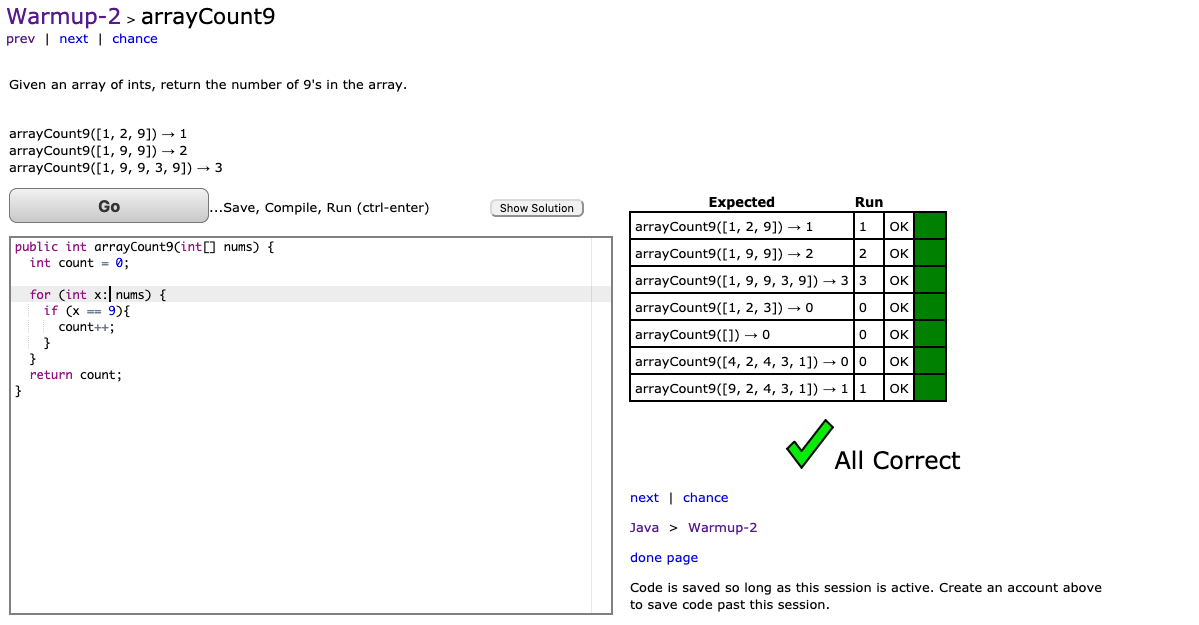 Warmup-2 > arrayCount9
prev | next | chance
Given an array of ints, return the number of 9's in the array.
arrayCount9([1, 2, 9]) → 1
arrayCount9([1, 9, 9]) → 2
arrayCount9([1, 9, 9, 3, 9]) → 3
Go
...Save, Compile, Run (ctrl-enter)
Show Solution
public int arrayCount9(int[] nums) {
  int count = 0;
  for (int x: nums) {
    if (x == 9){
      count++;
    }
  }
  return count;
}
Expected Run
arrayCount9([1, 2, 9]) → 1 1 OK
arrayCount9([1, 9, 9]) → 2 2 OK
arrayCount9([1, 9, 9, 3, 9]) → 3 3 OK
arrayCount9([1, 2, 3]) → 0 0 OK
arrayCount9([]) → 0 0 OK
arrayCount9([4, 2, 4, 3, 1]) → 0 0 OK
arrayCount9([9, 2, 4, 3, 1]) → 1 1 OK
All Correct
next | chance
Java > Warmup-2
done page
Code is saved so long as this session is active. Create an account above
to save code past this session.